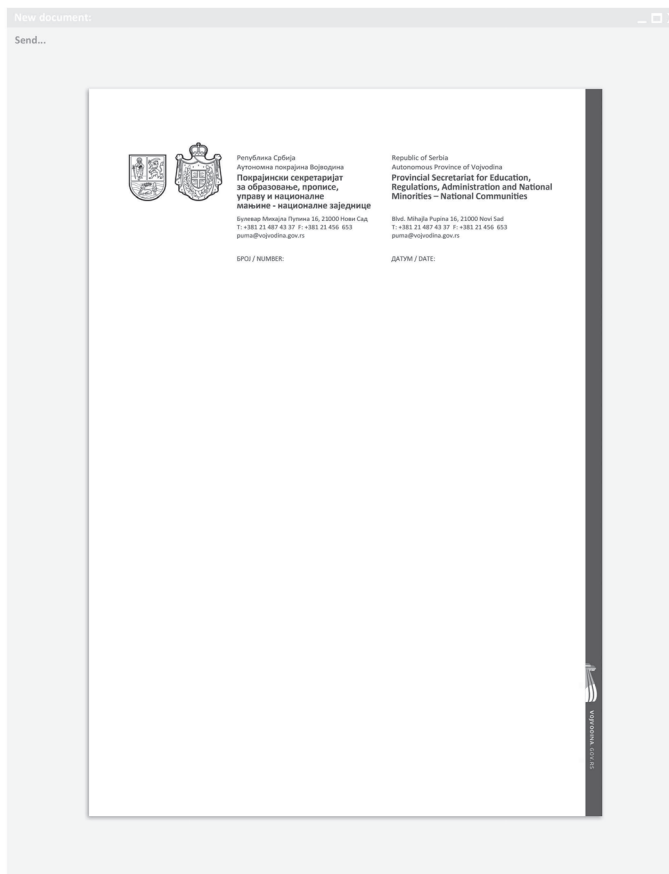 New document:
Send...
Република Србија
Аутономна покрајина Војводина
Покрајински секретаријат
за образовање, прописе,
управу и националне
мањине - националне заједнице
Булевар Михајла Пупина 16, 21000 Нови Сад
Т: +381 21 487 43 37 F: +381 21 456 653
puma@vojvodina.gov.rs
БРОЈ / NUMBER:
Republic of Serbia
Autonomous Province of Vojvodina
Provincial Secretariat for Education,
Regulations, Administration and National
Minorities – National Communities
Blvd. Mihajla Pupina 16, 21000 Novi Sad
T: +381 21 487 43 37 F: +381 21 456 653
puma@vojvodina.gov.rs
ДАТУМ / DATE:
VOJVODINA GOV.RS